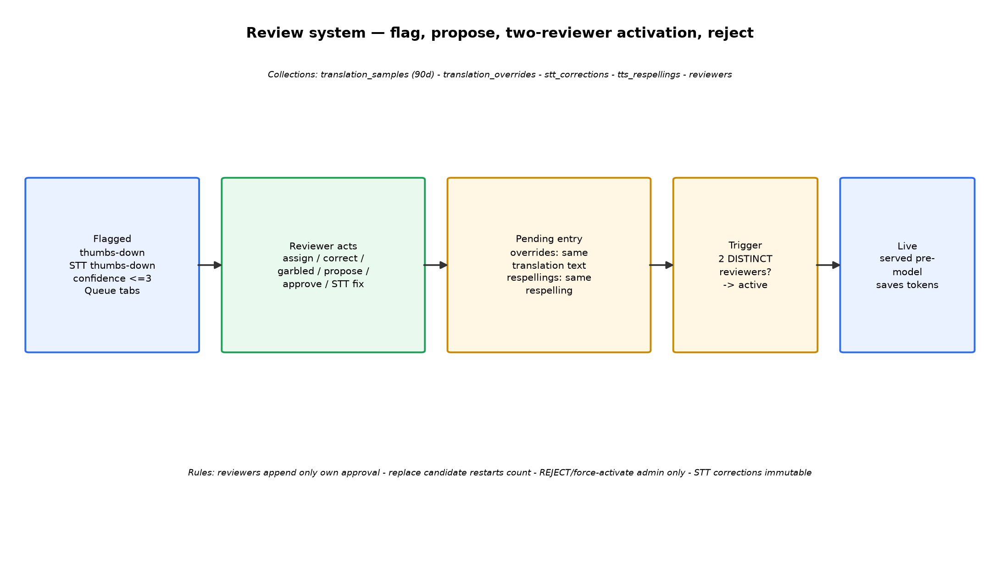 Review system — flag, propose, two-reviewer activation, reject
Collections: translation_samples (90d) - translation_overrides - stt_corrections - tts_respellings - reviewers
Flagged
thumbs-down
STT thumbs-down
confidence <=3
Queue tabs
Reviewer acts
assign / correct /
garbled / propose /
approve / STT fix
Pending entry
overrides: same
translation text
respellings: same
respelling
Trigger
2 DISTINCT
reviewers?
-> active
Live
served pre-
model
saves tokens
Rules: reviewers append only own approval - replace candidate restarts count - REJECT/force-activate admin only - STT corrections immutable